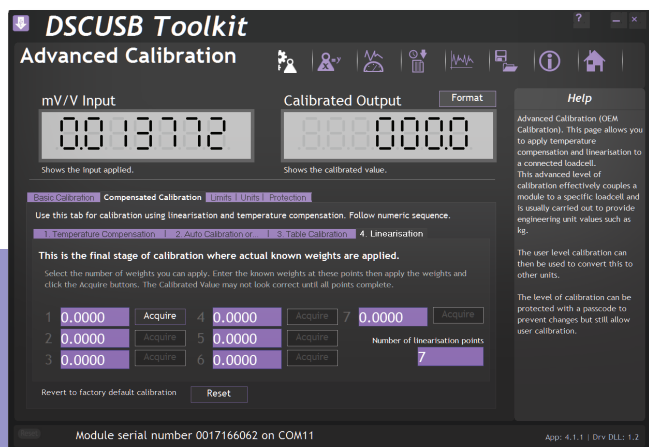 DSCUSB Toolkit
? _ ×
Advanced Calibration
mV/V Input
0.013772
Shows the Input applied.
Calibrated Output
Format
000.0
Shows the calibrated value.
Basic Calibration Compensated Calibration Limits | Units | Protection
Use this tab for calibration using linearisation and temperature compensation. Follow numeric sequence.
1. Temperature Compensation | 2. Auto Calibration or... | 3. Table Calibration 4. Linearisation
This is the final stage of calibration where actual known weights are applied.
Select the number of weights you can apply. Enter the known weights at these points then apply the weights and
click the Acquire buttons. The Calibrated Value may not look correct until all points complete.
1 0.0000 Acquire 4 0.0000 Acquire 7 0.0000 Acquire
2 0.0000 Acquire 5 0.0000 Acquire Number of linearisation points
3 0.0000 Acquire 6 0.0000 Acquire 7
Revert to factory default calibration Reset
Help
Advanced Calibration (OEM
Calibration). This page allows you
to apply temperature
compensation and linearisation to
a connected loadcell.
This advanced level of
calibration effectively couples a
module to a specific loadcell and
is usually carried out to provide
engineering unit values such as
kg.
The user level calibration can
then be used to convert this to
other units.
The level of calibration can be
protected with a passcode to
prevent changes but still allow
user calibration.
Module serial number 0017166062 on COM11
App: 4.1.1 | Drv DLL: 1.2